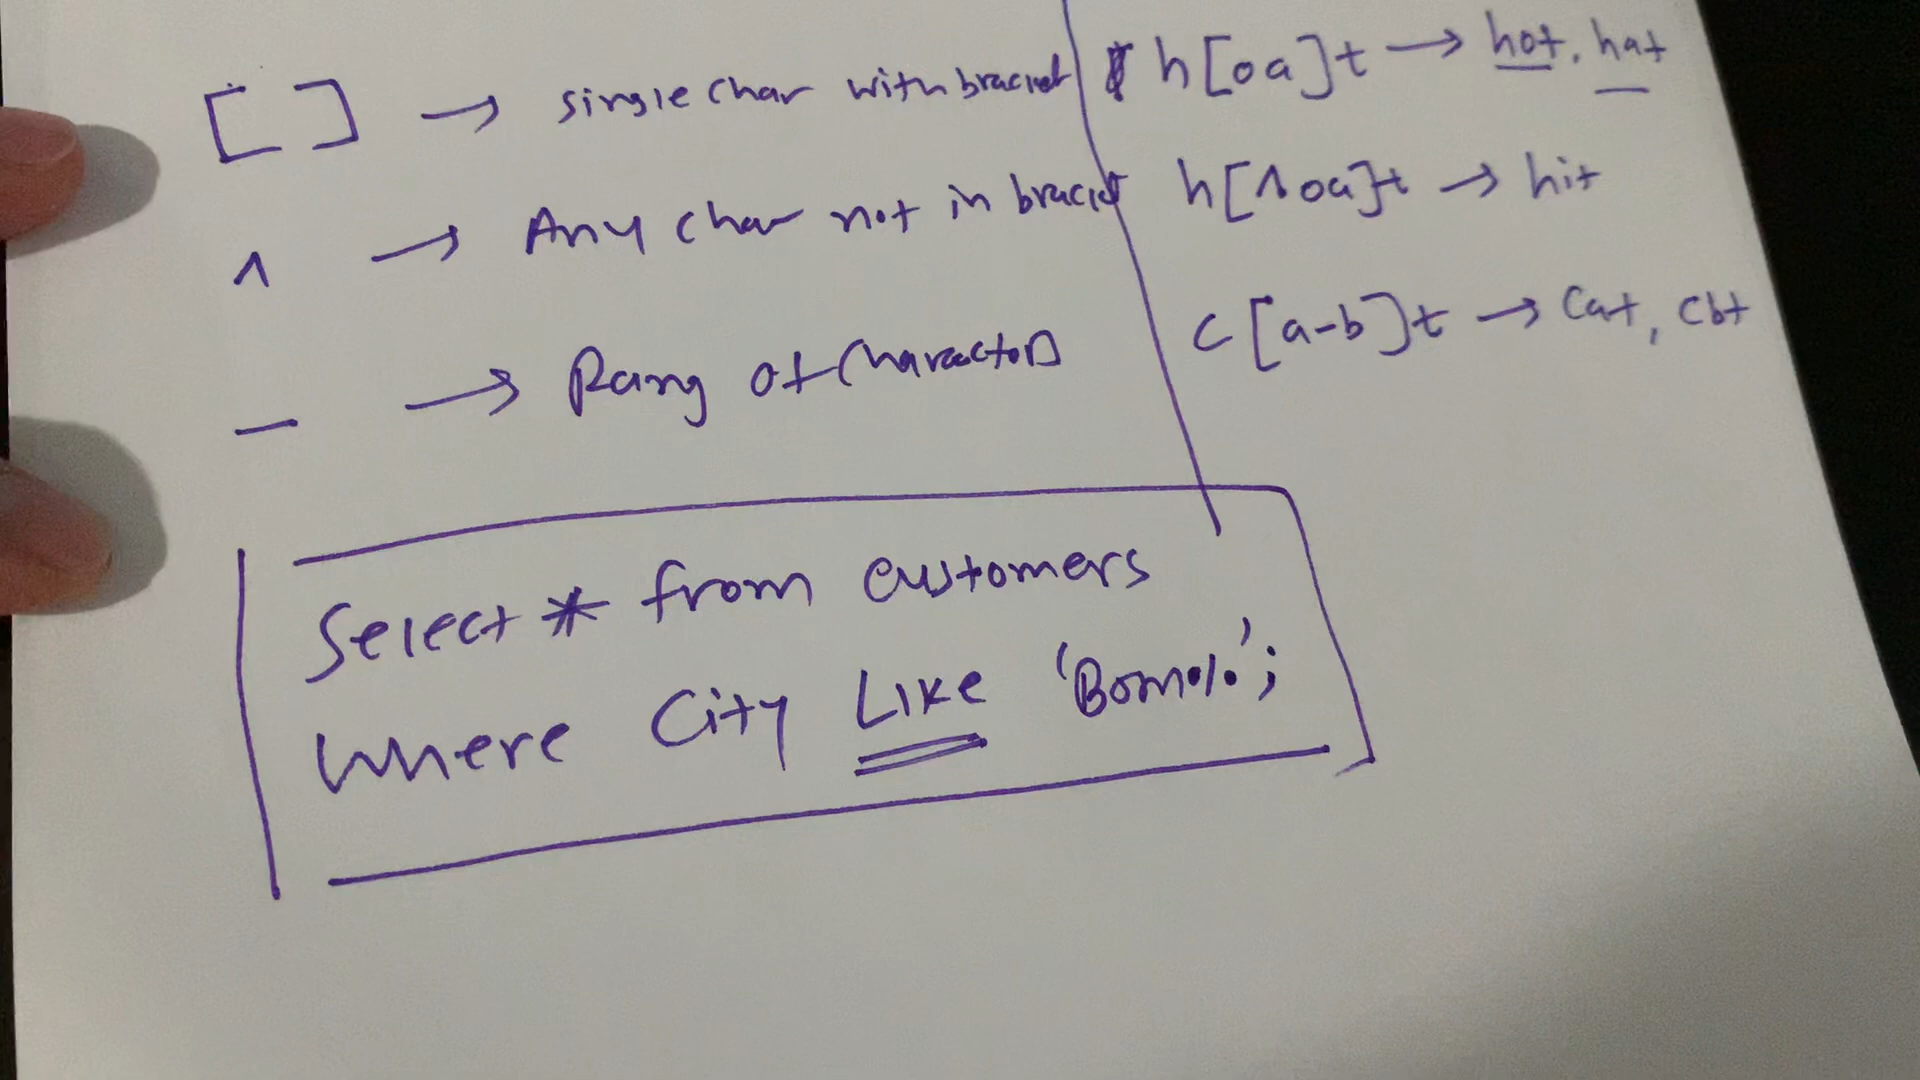 [ ] → single char with bracket
h[oa]t → hot, hat
^ → Any char not in bracket
h[^oa]t → hit
- → Rang of Characters
c[a-b]t → Cat, Cbt
Select * from customers
Where City Like 'Bom%';